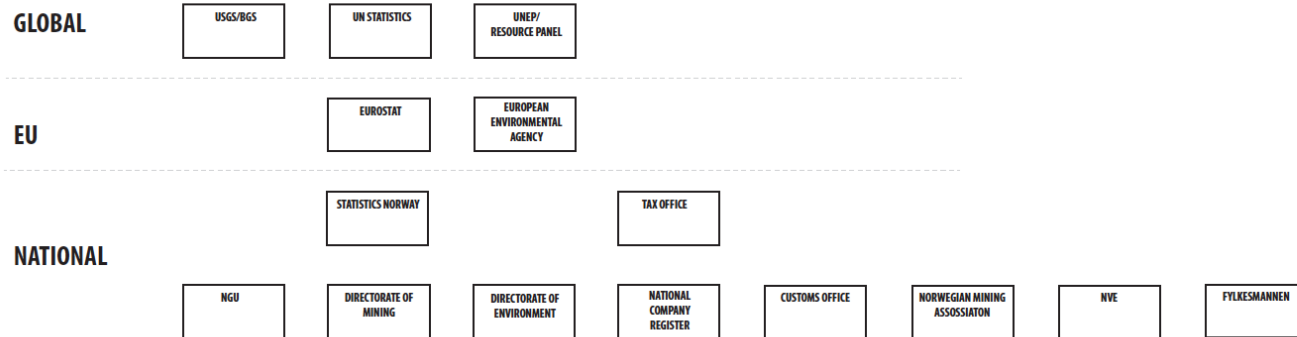 GLOBAL
USGS/BGS
UN STATISTICS
UNEP/
RESOURCE PANEL
EU
EUROSTAT
EUROPEAN
ENVIRONMENTAL
AGENCY
NATIONAL
STATISTICS NORWAY
TAX OFFICE
NGU
DIRECTORATE OF
MINING
DIRECTORATE OF
ENVIRONMENT
NATIONAL
COMPANY
REGISTER
CUSTOMS OFFICE
NORWEGIAN MINING
ASSOSSIATON
NVE
FYLKESMANNEN